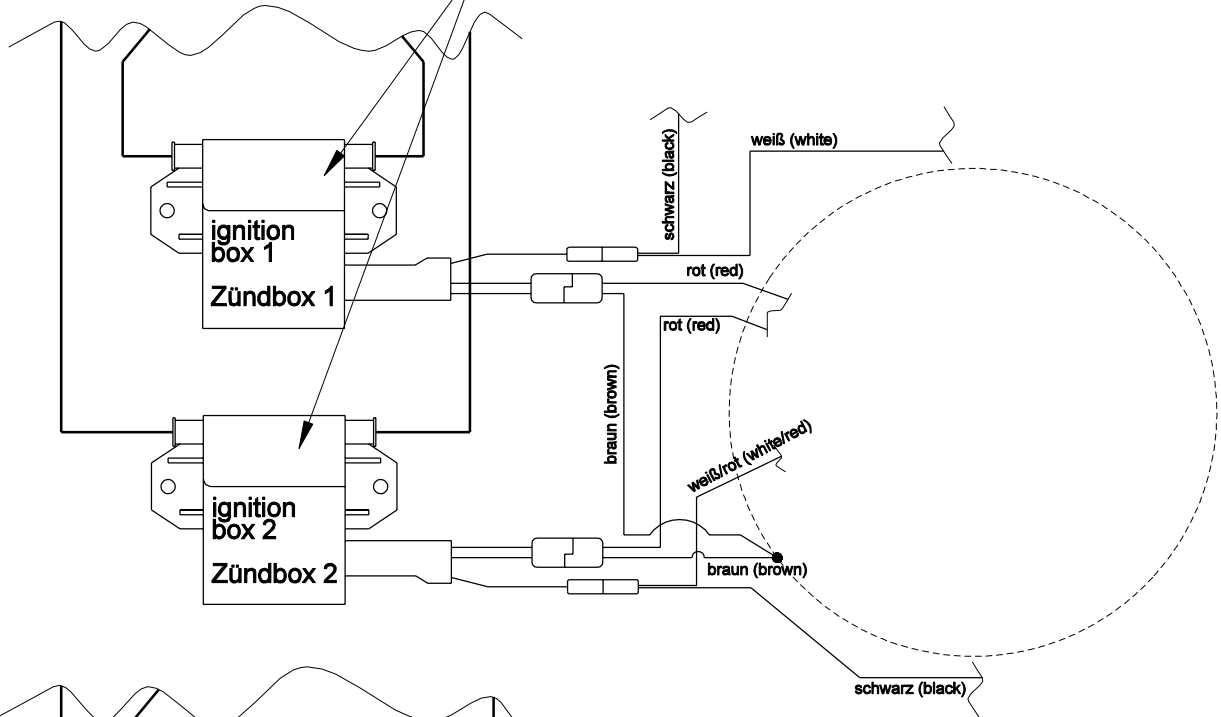 weiß (white)
schwarz (black)
ignition
box 1
Zündbox 1
rot (red)
rot (red)
braun (brown)
weiß/rot (white/red)
ignition
box 2
Zündbox 2
braun (brown)
schwarz (black)